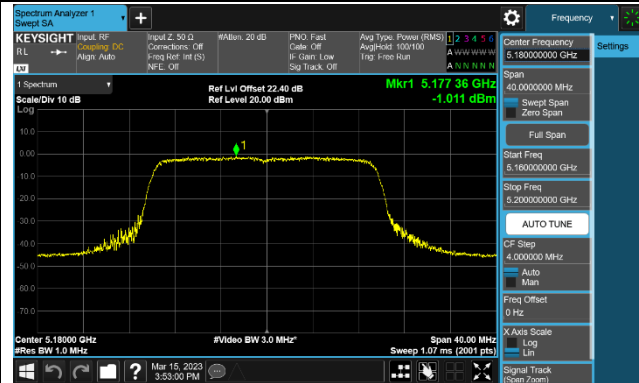 Spectrum Analyzer 1
Swept SA
Frequency
KEYSIGHT
RL
LXI
Input: RF
Coupling: DC
Align: Auto
Input Z: 50 Ω
Corrections: Off
Freq Ref: Int (S)
NFE: Off
#Atten: 20 dB
PNO: Fast
Gate: Off
IF Gain: Low
Sig Track: Off
Avg Type: Power (RMS)
Avg|Hold: 100/100
Trig: Free Run
1 2 3 4 5 6
A W W W W W
A N N N N N
1 Spectrum
Scale/Div 10 dB
Log
Ref Lvl Offset 22.40 dB
Ref Level 20.00 dBm
Mkr1 5.177 36 GHz
-1.011 dBm
1
10.0
0.00
-10.0
-20.0
-30.0
-40.0
-50.0
-60.0
-70.0
Center 5.18000 GHz
#Res BW 1.0 MHz
#Video BW 3.0 MHz*
Span 40.00 MHz
Sweep 1.07 ms (2001 pts)
Mar 15, 2023
3:53:00 PM
Settings
Center Frequency
5.180000000 GHz
Span
40.0000000 MHz
Swept Span
Zero Span
Full Span
Start Freq
5.160000000 GHz
Stop Freq
5.200000000 GHz
AUTO TUNE
CF Step
4.000000 MHz
Auto
Man
Freq Offset
0 Hz
X Axis Scale
Log
Lin
Signal Track
(Span Zoom)